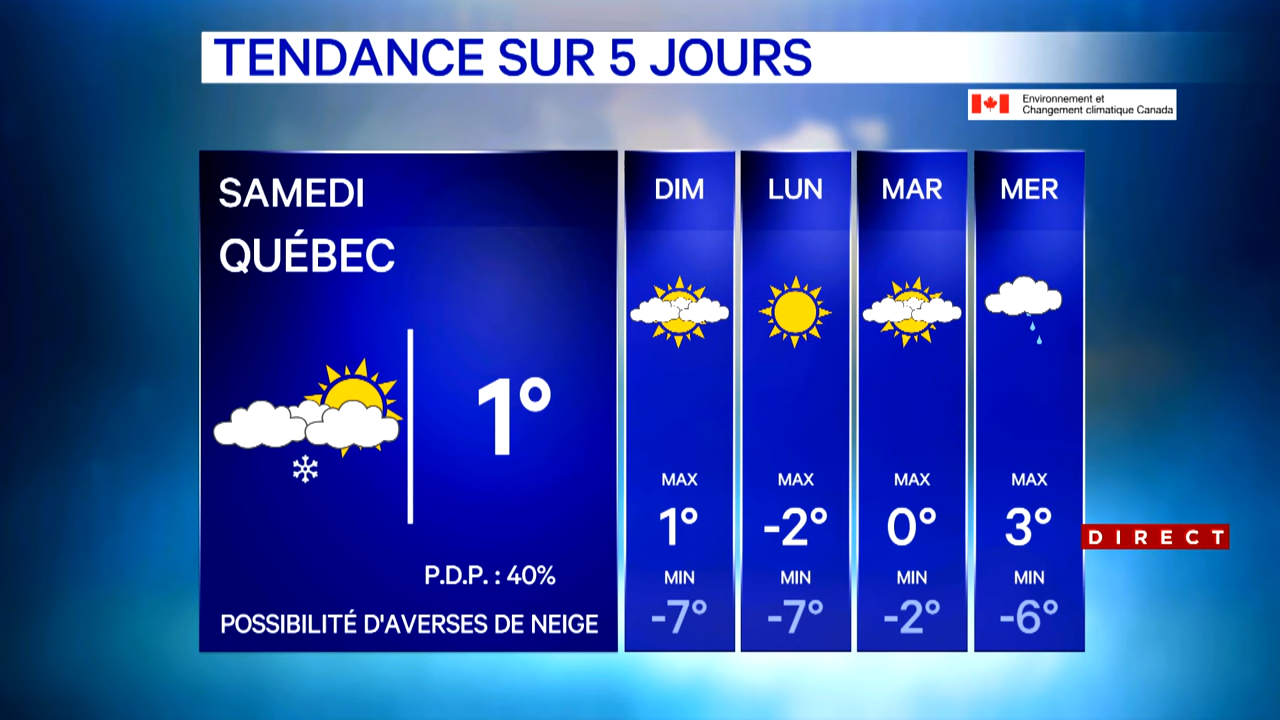 TENDANCE SUR 5 JOURS
Environnement et
Changement climatique Canada
SAMEDI
QUÉBEC
1°
P.D.P. : 40%
POSSIBILITÉ D'AVERSES DE NEIGE
DIM
MAX
1°
MIN
-7°
LUN
MAX
-2°
MIN
-7°
MAR
MAX
0°
MIN
-2°
MER
MAX
3°
MIN
-6°
DIRECT